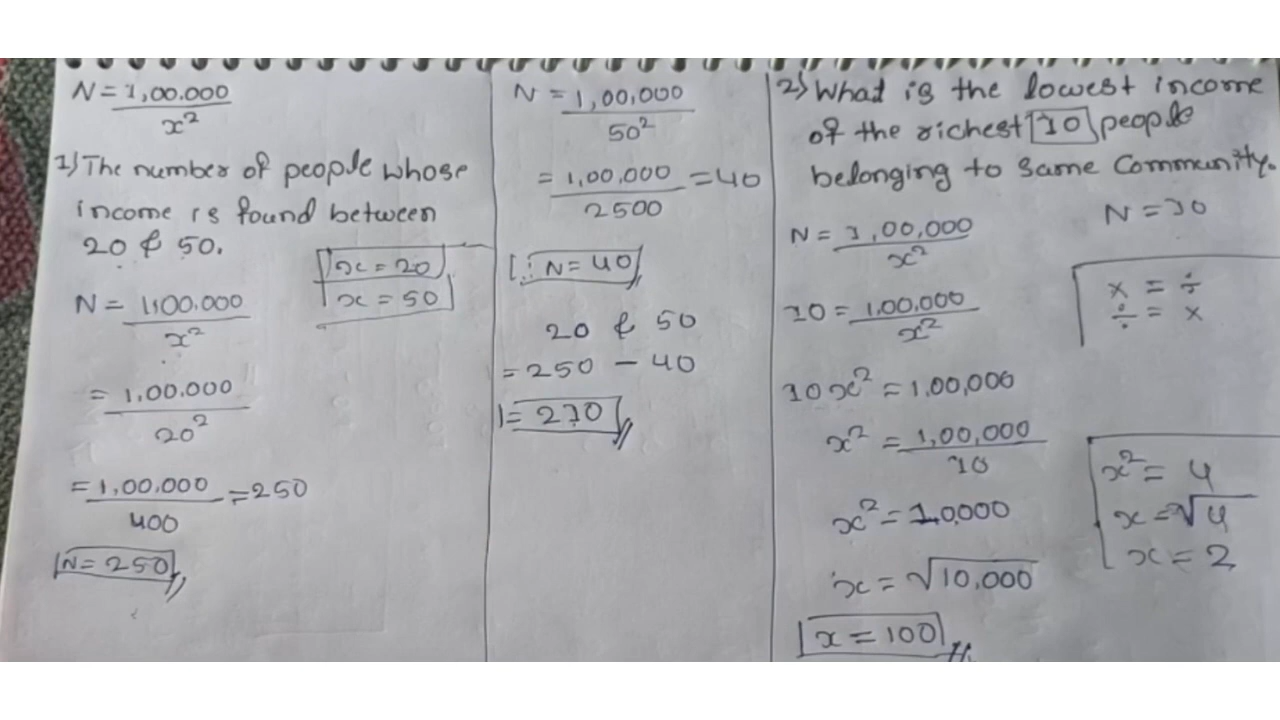 N = 1,00.000
x²
1) The number of people whose
income is found between
20 & 50.
x = 20
x = 50
N = 1,00.000
x²
= 1,00.000
20²
= 1,00,000 = 250
400
N = 250
N = 1,00,000
50²
= 1,00,000 = 40
2500
∴ N = 40
20 & 50
= 250 - 40
= 210
2) What is the lowest income
of the richest 10 people
belonging to same Community.
N = 10
N = 1,00,000
x²
10 = 1,00,000
x²
10x² = 1,00,000
x² = 1,00,000
10
x² = 10,000
x = √10,000
x = 100
× = ÷
÷ = ×
x² = 4
x = √4
x = 2